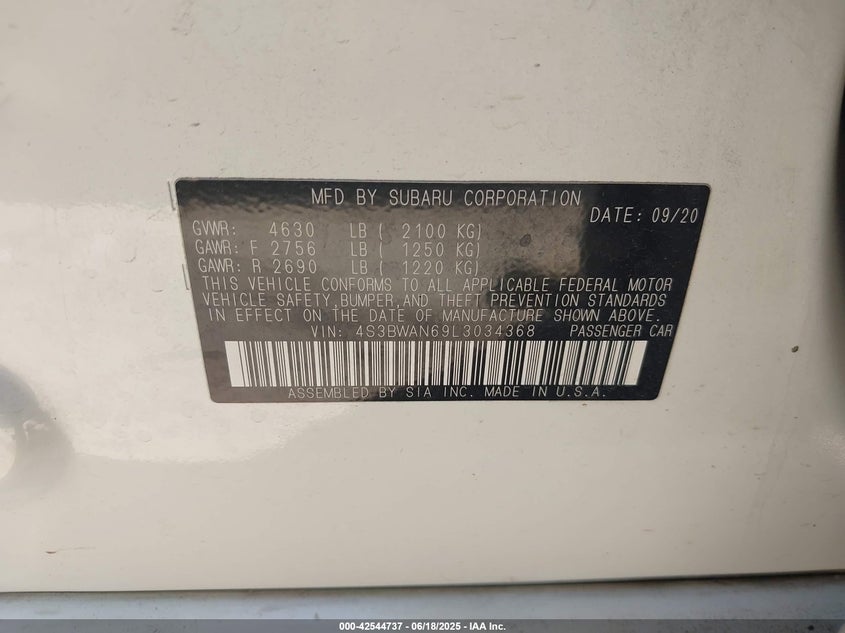 MFD BY SUBARU CORPORATION
DATE: 09/20
GVWR: 4630 LB ( 2100 KG)
GAWR: F 2756 LB ( 1250 KG)
GAWR: R 2690 LB ( 1220 KG)
THIS VEHICLE CONFORMS TO ALL APPLICABLE FEDERAL MOTOR
VEHICLE SAFETY,BUMPER,AND THEFT PREVENTION STANDARDS
IN EFFECT ON THE DATE OF MANUFACTURE SHOWN ABOVE.
VIN: 4S3BWAN69L3034368 PASSENGER CAR
ASSEMBLED BY SIA INC. MADE IN U.S.A.
000-42544737 - 06/18/2025 - IAA Inc.